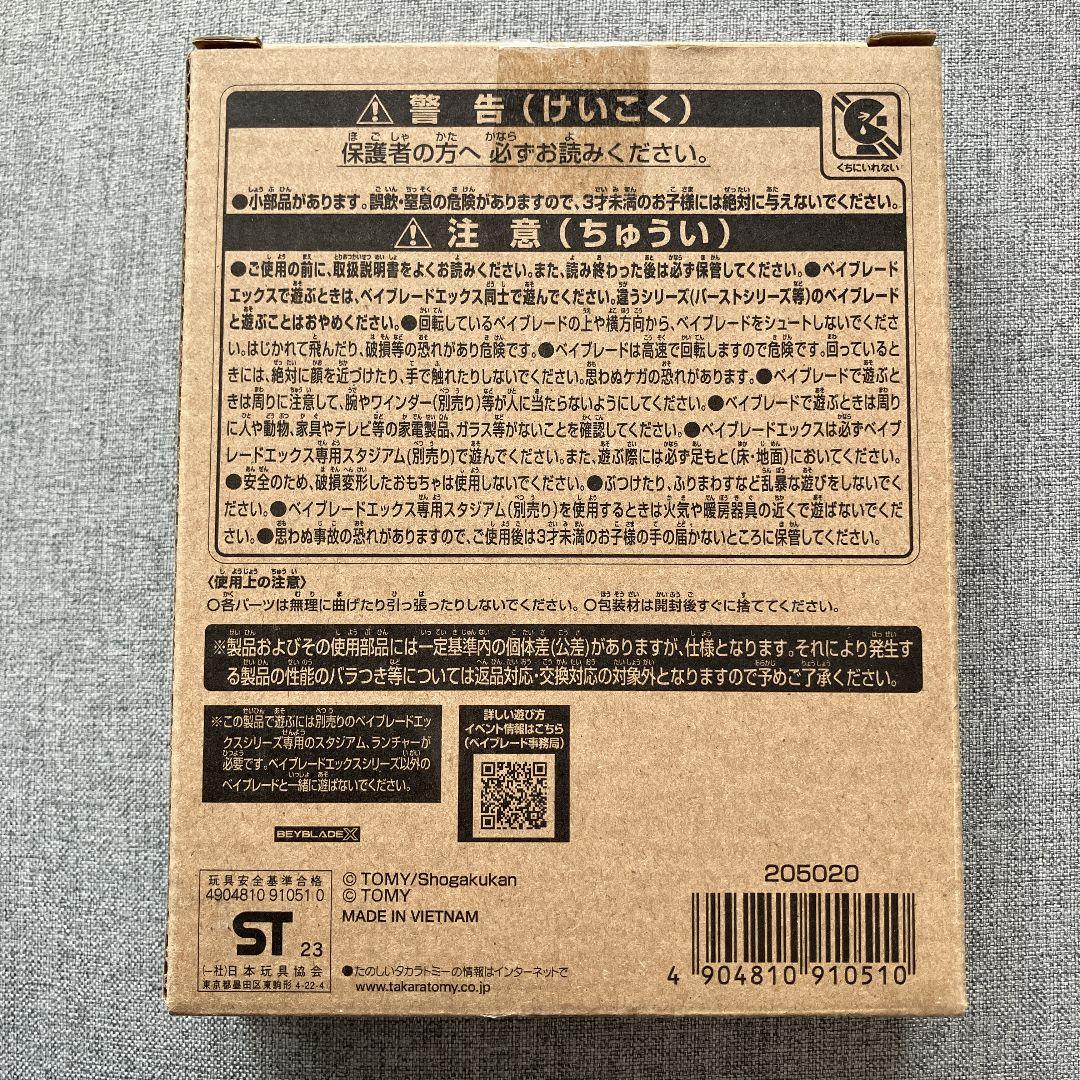 警告(けいこく)
保護者の方へ 必ずお読みください。
くちにいれない
●小部品があります。誤飲・窒息の危険がありますので、3才未満のお子様には絶対に与えないでください。
注意(ちゅうい)
●ご使用の前に、取扱説明書をよくお読みください。また、読み終わった後は必ず保管してください。●ベイブレード
エックスで遊ぶときは、ベイブレードエックス同士で遊んでください。違うシリーズ(バーストシリーズ等)のベイブレード
と遊ぶことはおやめください。●回転しているベイブレードの上や横方向から、ベイブレードをシュートしないでくださ
い。はじかれて飛んだり、破損等の恐れがあり危険です。●ベイブレードは高速で回転しますので危険です。回っていると
きには、絶対に顔を近づけたり、手で触れたりしないでください。思わぬケガの恐れがあります。●ベイブレードで遊ぶと
きは周りに注意して、腕やワインダー(別売り)等が人に当たらないようにしてください。●ベイブレードで遊ぶときは周り
に人や動物、家具やテレビ等の家電製品、ガラス等がないことを確認してください。●ベイブレードエックスは必ずベイブ
レードエックス専用スタジアム(別売り)で遊んでください。また、遊ぶ際には必ず足もと(床・地面)においてください。
●安全のため、破損変形したおもちゃは使用しないでください。●ぶつけたり、ふりまわすなど乱暴な遊びをしないでく
ださい。●ベイブレードエックス専用スタジアム(別売り)を使用するときは火気や暖房器具の近くで遊ばないでくだ
さい。●思わぬ事故の恐れがありますので、ご使用後は3才未満のお子様の手の届かないところに保管してください。
〈使用上の注意〉
○各パーツは無理に曲げたり引っ張ったりしないでください。○包装材は開封後すぐに捨ててください。
※製品およびその使用部品には一定基準内の個体差(公差)がありますが、仕様となります。それにより発生す
る製品の性能のバラつき等については返品対応・交換対応の対象外となりますので予めご了承ください。
※この製品で遊ぶには別売りのベイブレードエッ
クスシリーズ専用のスタジアム、ランチャーが
必要です。ベイブレードエックスシリーズ以外の
ベイブレードと一緒に遊ばないでください。
詳しい遊び方
イベント情報はこちら
(ベイブレード事務局)
BEYBLADE X
玩具安全基準合格
4904810 91051 0
ST 23
(一社)日本玩具協会
東京都墨田区東駒形 4-22-4
© TOMY/Shogakukan
© TOMY
MADE IN VIETNAM
●たのしいタカラトミーの情報はインターネットで
www.takaratomy.co.jp
205020
4 904810 910510